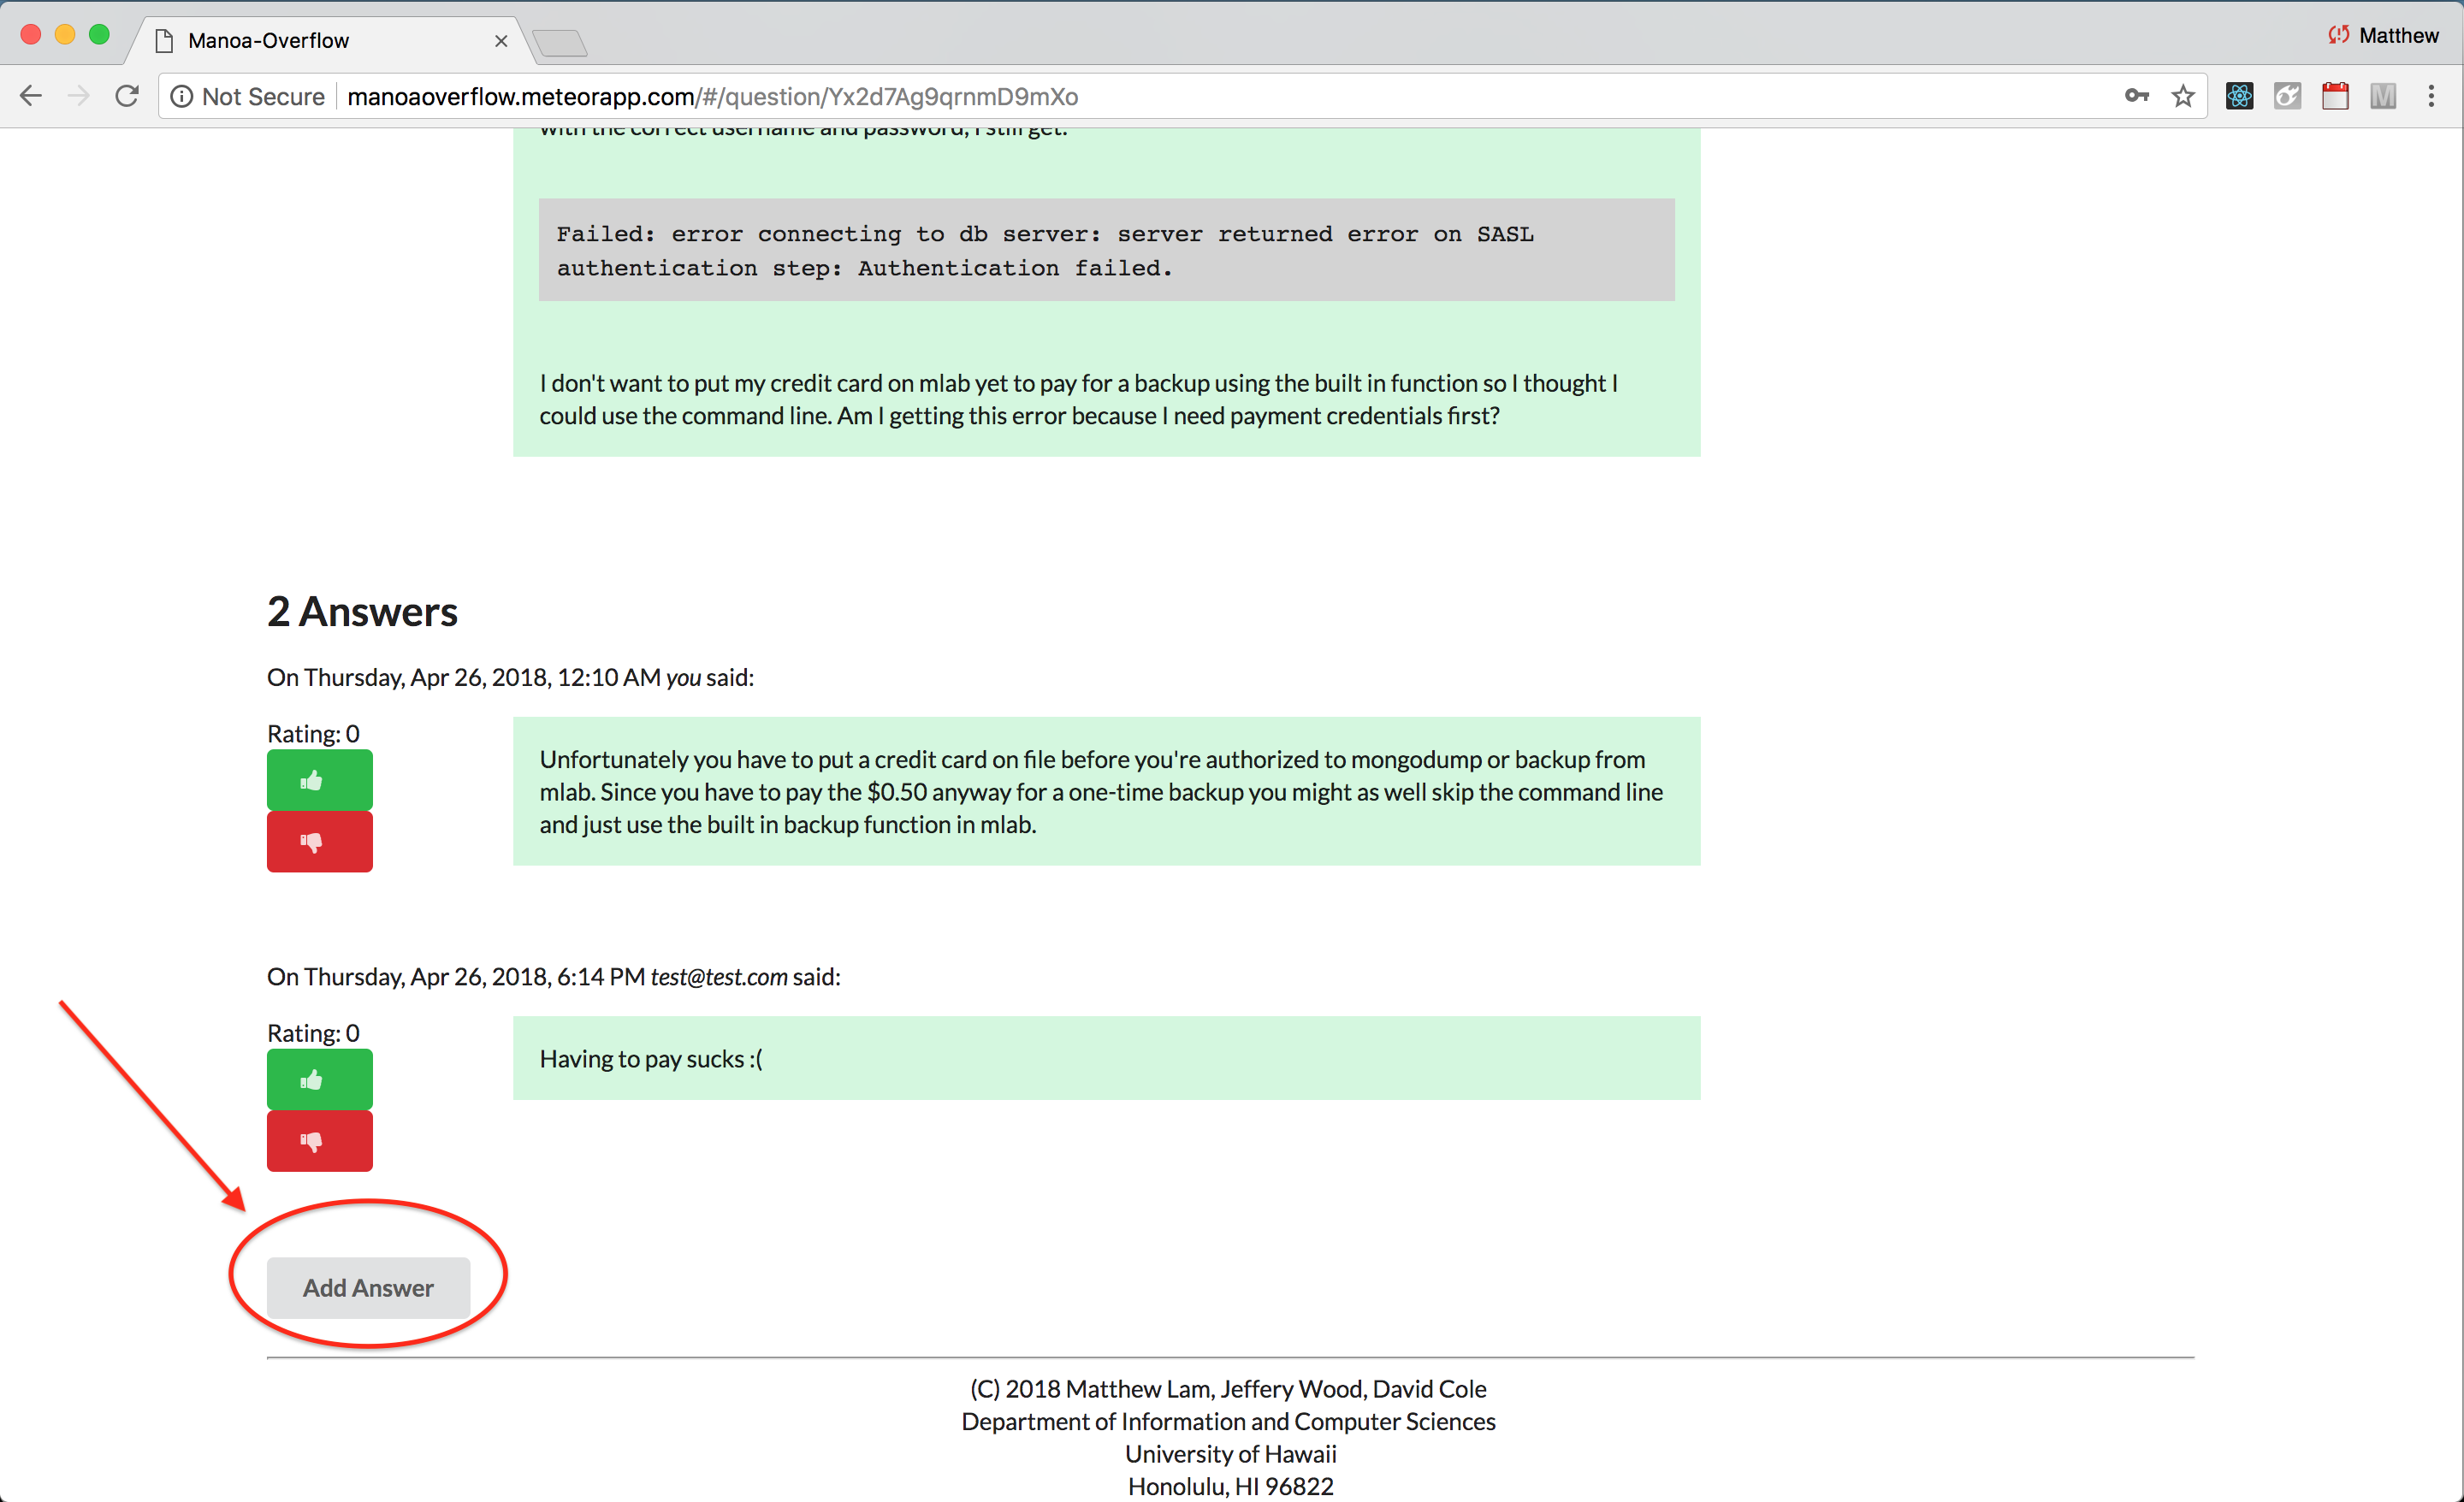 Manoa-Overflow
Matthew
Not Secure
manoaoverflow.meteorapp.com/#/question/Yx2d7Ag9qrnmD9mXo
M
with the correct username and password, I still get:
Failed: error connecting to db server: server returned error on SASL
authentication step: Authentication failed.
I don't want to put my credit card on mlab yet to pay for a backup using the built in function so I thought I
could use the command line. Am I getting this error because I need payment credentials first?
2 Answers
On Thursday, Apr 26, 2018, 12:10 AM you said:
Rating: 0
Unfortunately you have to put a credit card on file before you're authorized to mongodump or backup from
mlab. Since you have to pay the $0.50 anyway for a one-time backup you might as well skip the command line
and just use the built in backup function in mlab.
On Thursday, Apr 26, 2018, 6:14 PM test@test.com said:
Rating: 0
Having to pay sucks :(
Add Answer
(C) 2018 Matthew Lam, Jeffery Wood, David Cole
Department of Information and Computer Sciences
University of Hawaii
Honolulu, HI 96822